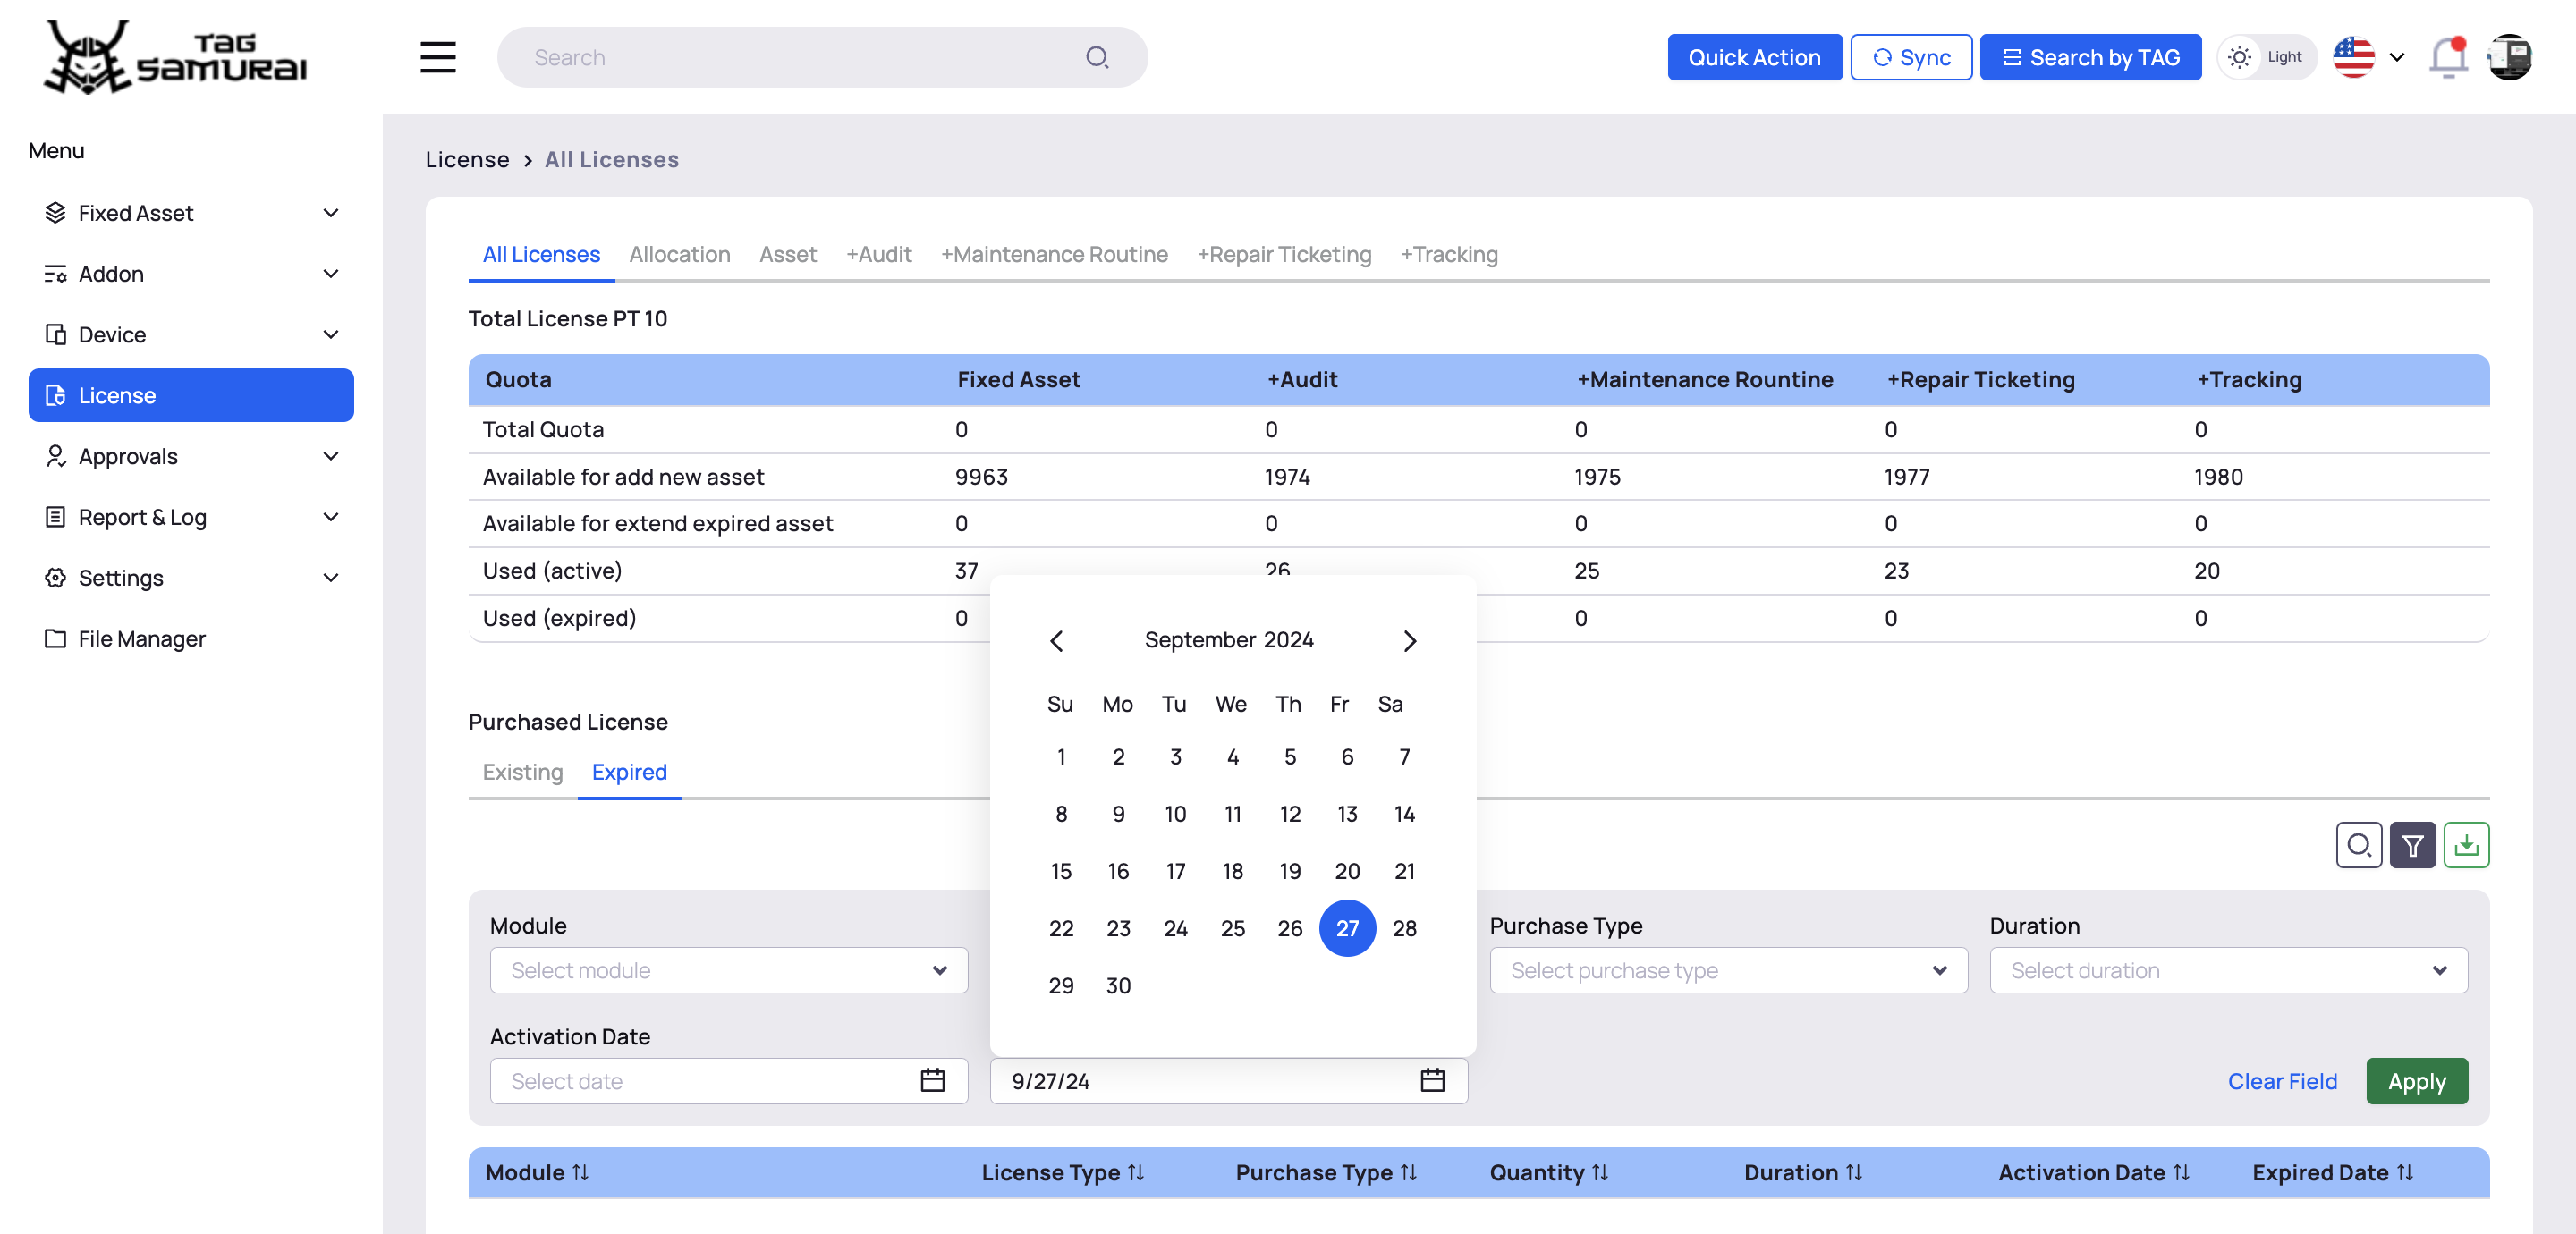 TAG SAMURAI
Search
Quick Action
Sync
Search by TAG
Light
Menu
Fixed Asset
Addon
Device
License
Approvals
Report & Log
Settings
File Manager
License > All Licenses
All Licenses Allocation Asset +Audit +Maintenance Routine +Repair Ticketing +Tracking
Total License PT 10
Quota Fixed Asset +Audit +Maintenance Rountine +Repair Ticketing +Tracking
Total Quota 0 0 0 0 0
Available for add new asset 9963 1974 1975 1977 1980
Available for extend expired asset 0 0 0 0 0
Used (active) 37 26 25 23 20
Used (expired) 0 0 0 0
September 2024
Su Mo Tu We Th Fr Sa
1 2 3 4 5 6 7
8 9 10 11 12 13 14
15 16 17 18 19 20 21
22 23 24 25 26 27 28
29 30
Purchased License
Existing Expired
Module Purchase Type Duration
Select module Select purchase type Select duration
Activation Date
Select date 9/27/24 Clear Field Apply
Module License Type Purchase Type Quantity Duration Activation Date Expired Date